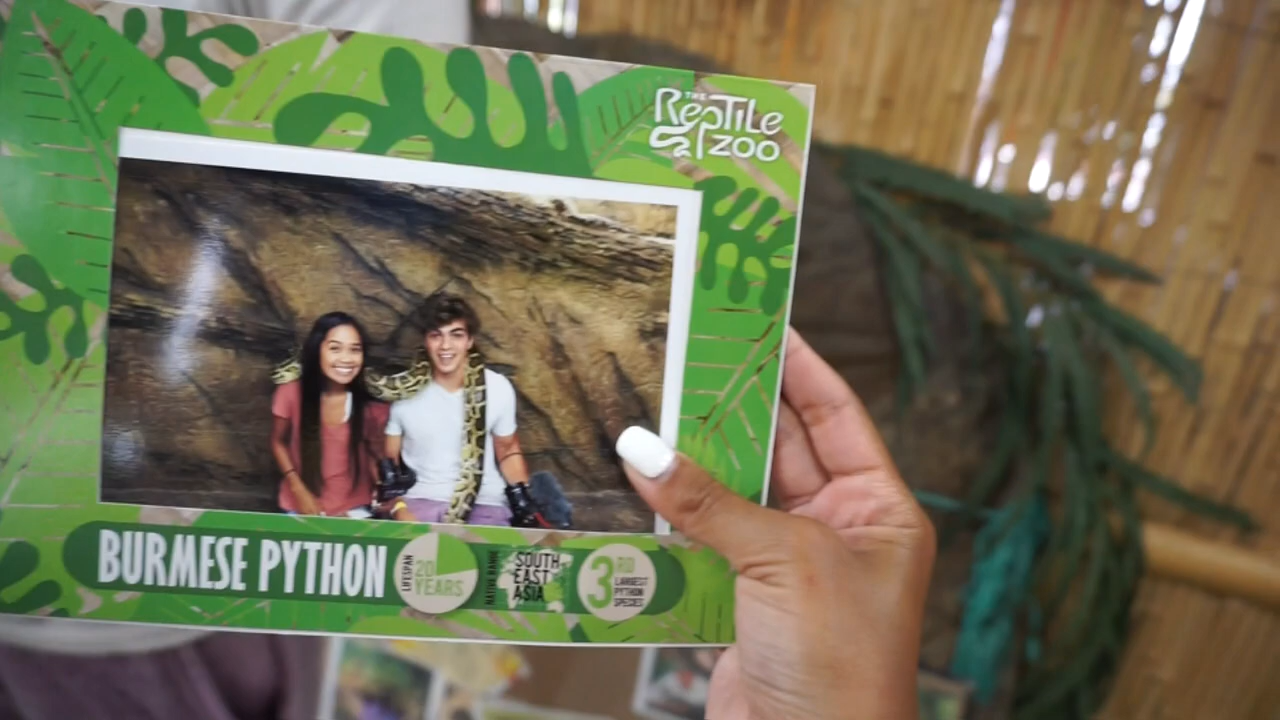 THE
REPTILE
ZOO
BURMESE PYTHON
LIFESPAN
20
YEARS
NATIVE RANGE
SOUTH
EAST
ASIA
3RD
LARGEST
PYTHON
SPECIES